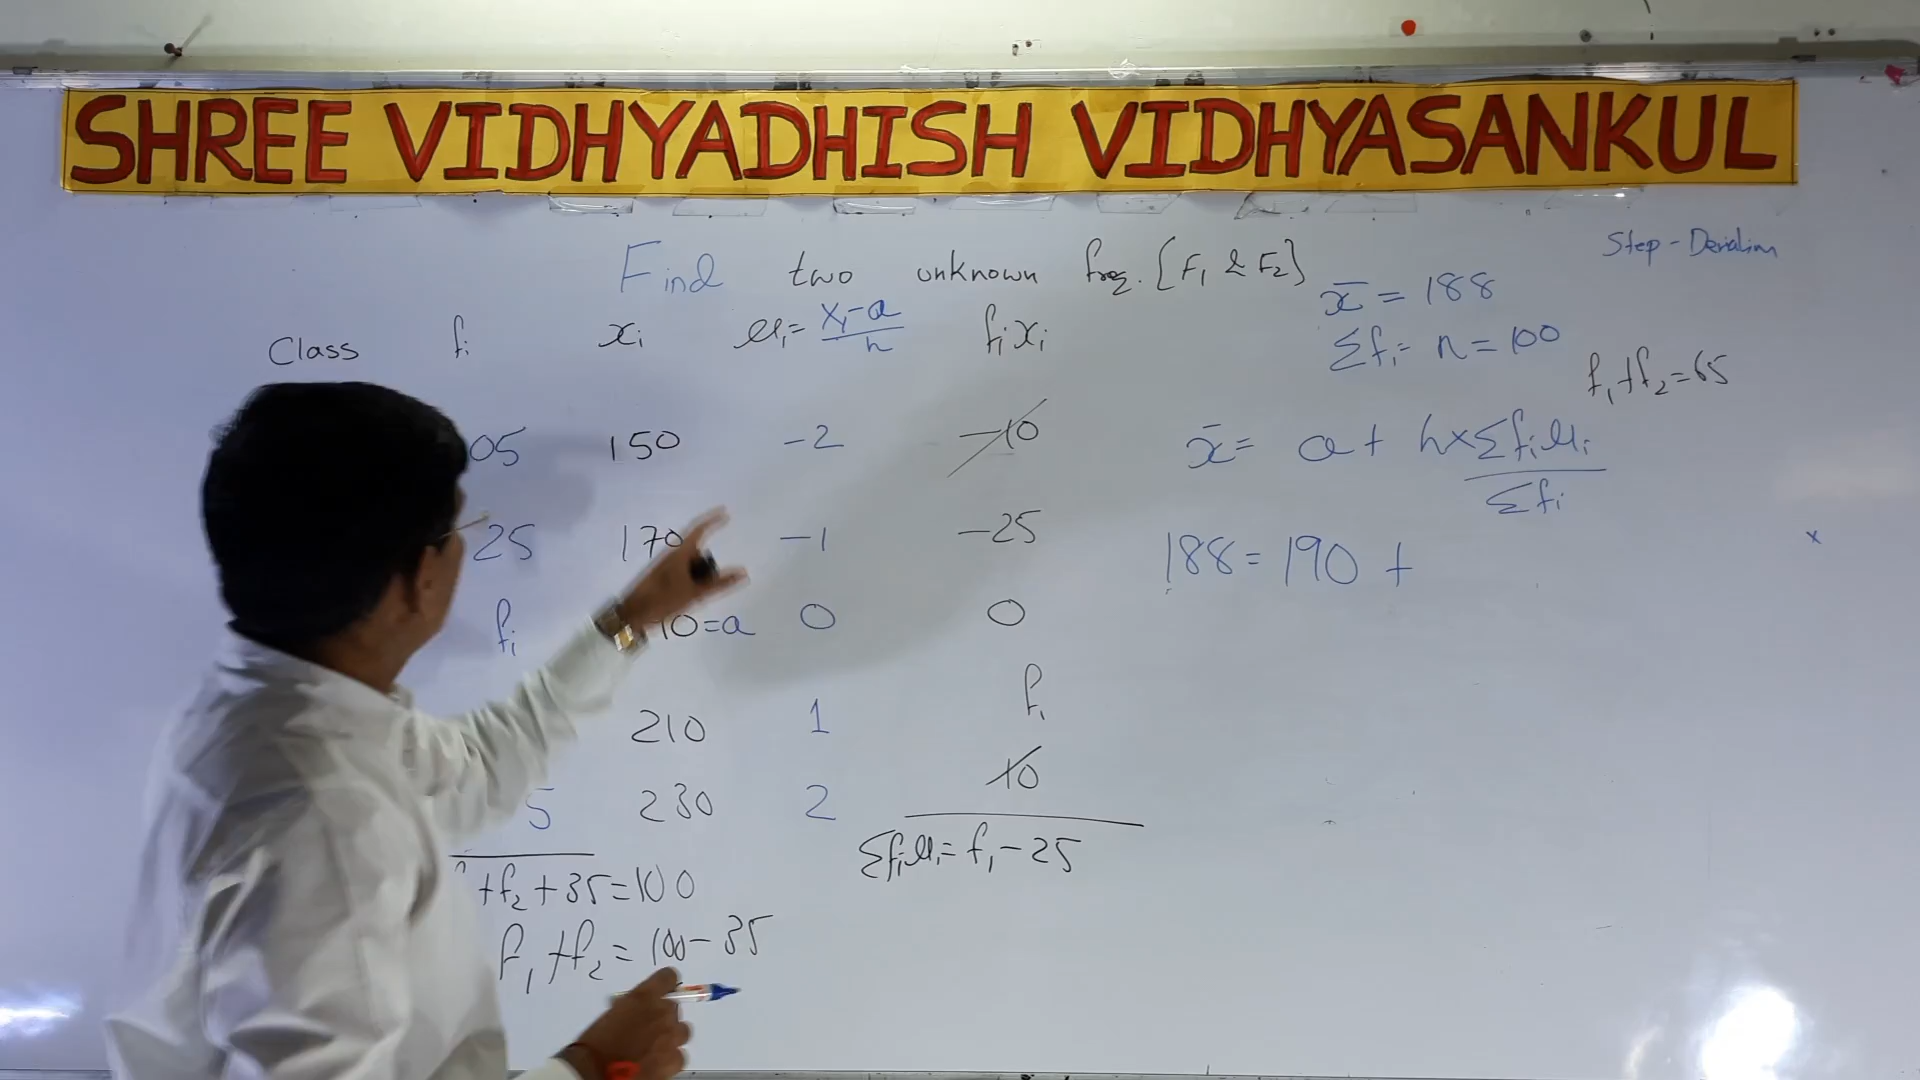 SHREE VIDHYADHISH VIDHYASANKUL
Step-Deviation
Find two unknown freq. [F₁ & F₂]
x̄ = 188
Class fi xi ui = xi-a/h fixi
Σfi = n = 100
f₁+f₂=65
05 150 -2 -10
x̄ = a + h×Σfiui/Σfi
25 170 -1 -25
188 = 190 +
fi 90=a 0 0
210 1 f₁
5 230 2 10
Σfiui = f₁-25
+f₂+35=100
f₁+f₂ = 100-35